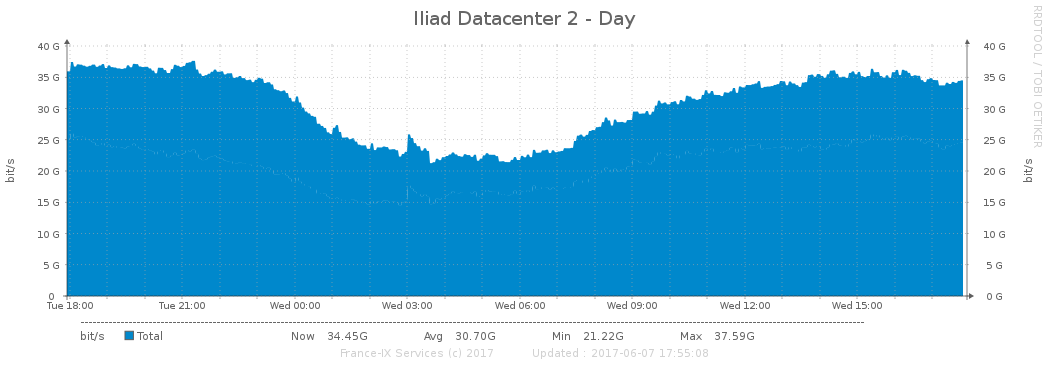 Iliad Datacenter 2 - Day
RRDTOOL / TOBI OETIKER
bit/s
40 G 40 G
35 G 35 G
30 G 30 G
25 G 25 G
20 G 20 G
15 G 15 G
10 G 10 G
5 G 5 G
0 0 G
bit/s
Tue 18:00 Tue 21:00 Wed 00:00 Wed 03:00 Wed 06:00 Wed 09:00 Wed 12:00 Wed 15:00
bit/s Total Now 34.45G Avg 30.70G Min 21.22G Max 37.59G
France-IX Services (c) 2017 Updated : 2017-06-07 17:55:08